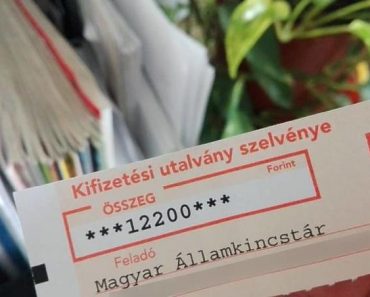 Kifizetési utalvány szelvénye
ÖSSZEG
Forint
***12200***
Feladó
Magyar Államkincstár